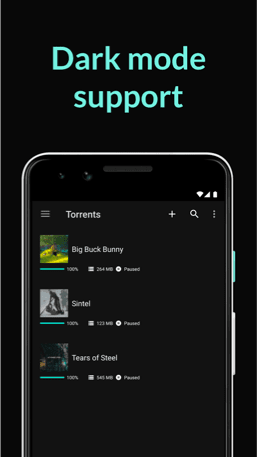 Dark mode
support
Torrents
Big Buck Bunny
100% 264 MB Paused
Sintel
100% 123 MB Paused
Tears of Steel
100% 545 MB Paused